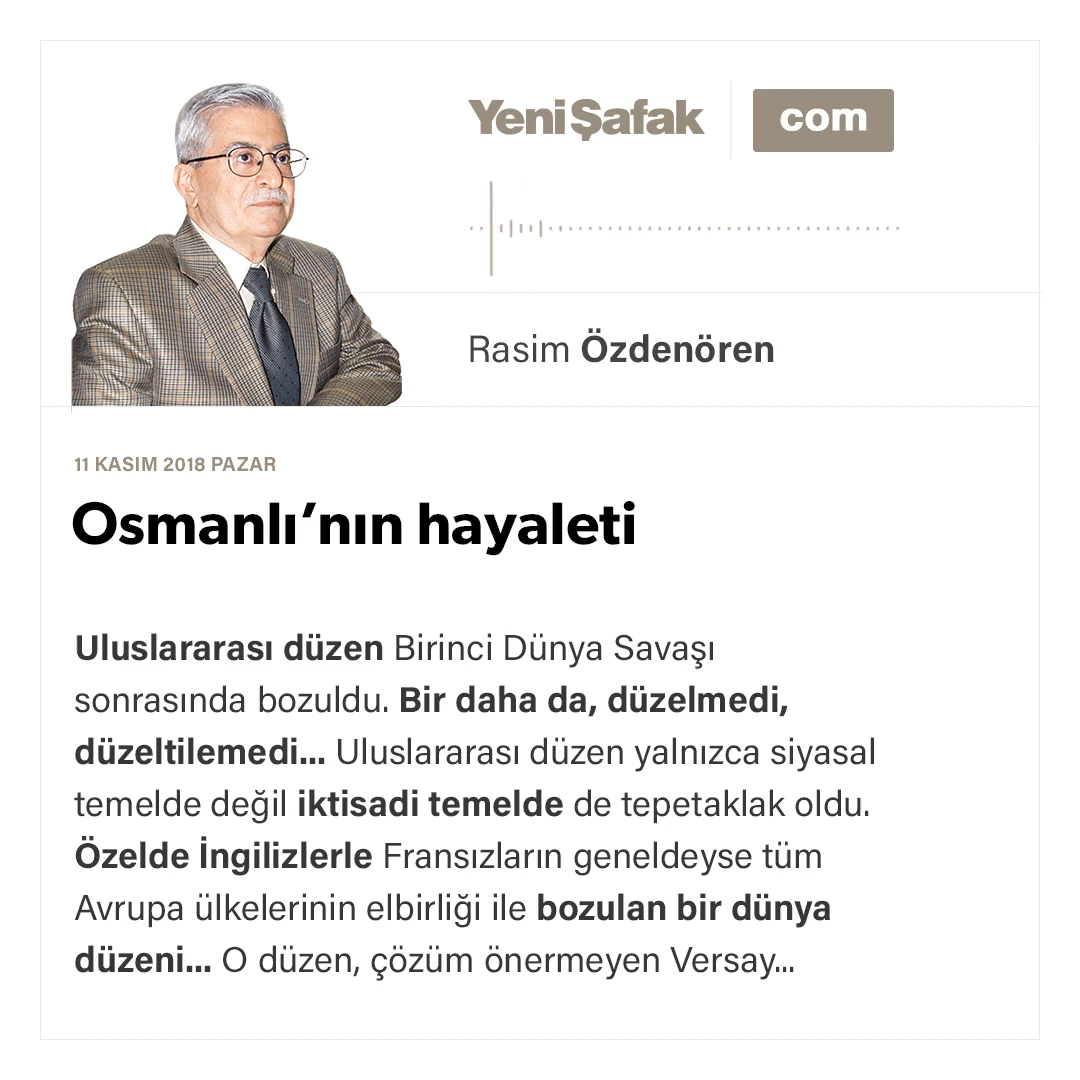 YeniŞafak com
Rasim Özdenören
11 KASIM 2018 PAZAR
Osmanlı’nın hayaleti
Uluslararası düzen Birinci Dünya Savaşı
sonrasında bozuldu. Bir daha da, düzelmedi,
düzeltilemedi... Uluslararası düzen yalnızca siyasal
temelde değil iktisadi temelde de tepetaklak oldu.
Özelde İngilizlerle Fransızların geneldeyse tüm
Avrupa ülkelerinin elbirliği ile bozulan bir dünya
düzeni... O düzen, çözüm önermeyen Versay...